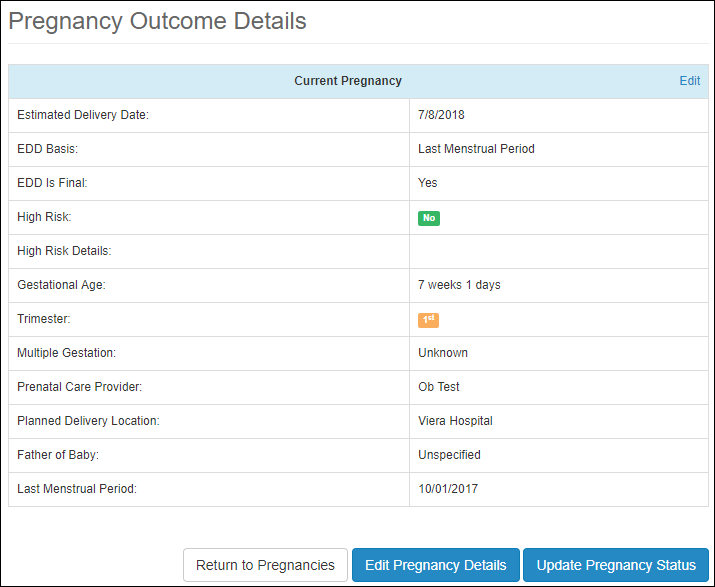 Pregnancy Outcome Details
Current Pregnancy Edit
Estimated Delivery Date: 7/8/2018
EDD Basis: Last Menstrual Period
EDD Is Final: Yes
High Risk: No
High Risk Details:
Gestational Age: 7 weeks 1 days
Trimester: 1st
Multiple Gestation: Unknown
Prenatal Care Provider: Ob Test
Planned Delivery Location: Viera Hospital
Father of Baby: Unspecified
Last Menstrual Period: 10/01/2017
Return to Pregnancies Edit Pregnancy Details Update Pregnancy Status